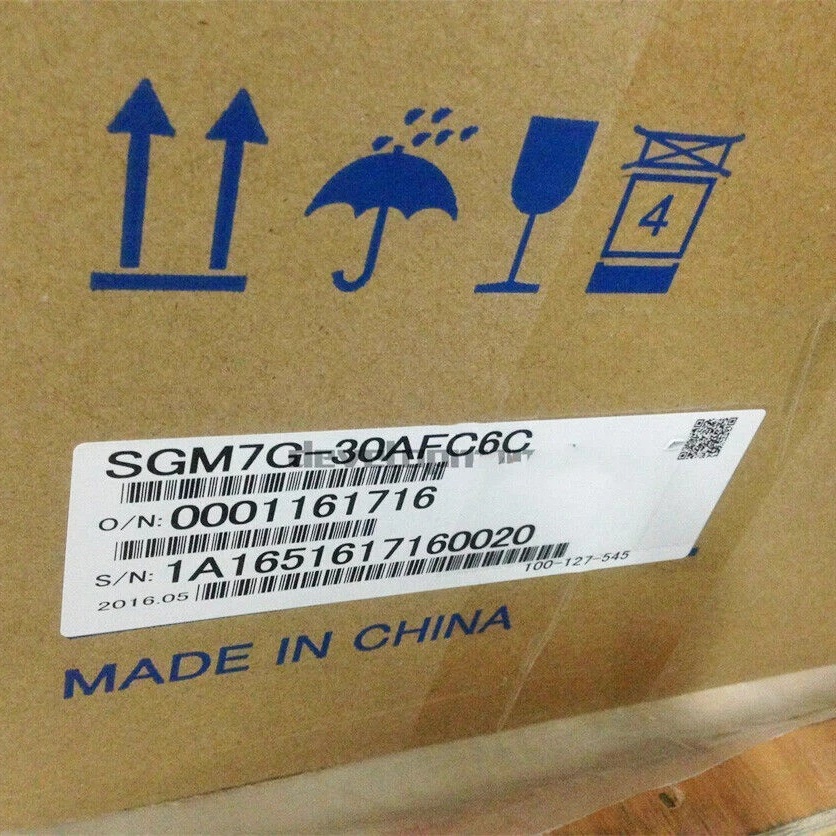 4
SGM7G-30AFC6C
O/N: 0001161716
S/N: 1A1651617160020
2016.05
100-127-545
MADE IN CHINA